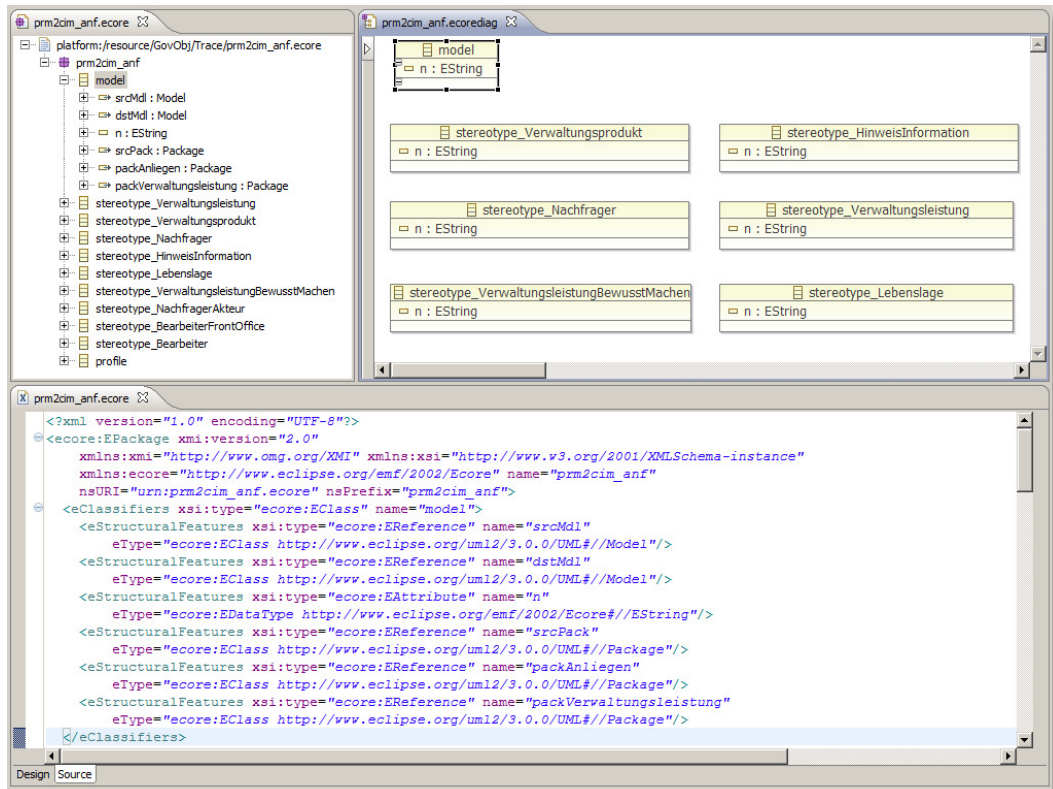 prm2cim_anf.ecore
platform:/resource/GovObj/Trace/prm2cim_anf.ecore
prm2cim_anf
model
srcMdl : Model
dstMdl : Model
n : EString
srcPack : Package
packAnliegen : Package
packVerwaltungsleistung : Package
stereotype_Verwaltungsleistung
stereotype_Verwaltungsprodukt
stereotype_Nachfrager
stereotype_HinweisInformation
stereotype_Lebenslage
stereotype_VerwaltungsleistungBewusstMachen
stereotype_NachfragerAkteur
stereotype_BearbeiterFrontOffice
stereotype_Bearbeiter
profile
prm2cim_anf.ecorediag
model
n : EString
stereotype_Verwaltungsprodukt
n : EString
stereotype_HinweisInformation
n : EString
stereotype_Nachfrager
n : EString
stereotype_Verwaltungsleistung
n : EString
stereotype_VerwaltungsleistungBewusstMachen
n : EString
stereotype_Lebenslage
n : EString
prm2cim_anf.ecore
<?xml version="1.0" encoding="UTF-8"?>
<ecore:EPackage xmi:version="2.0"
xmlns:xmi="http://www.omg.org/XMI" xmlns:xsi="http://www.w3.org/2001/XMLSchema-instance"
xmlns:ecore="http://www.eclipse.org/emf/2002/Ecore" name="prm2cim_anf"
nsURI="urn:prm2cim_anf.ecore" nsPrefix="prm2cim_anf">
<eClassifiers xsi:type="ecore:EClass" name="model">
<eStructuralFeatures xsi:type="ecore:EReference" name="srcMdl"
eType="ecore:EClass http://www.eclipse.org/uml2/3.0.0/UML#//Model"/>
<eStructuralFeatures xsi:type="ecore:EReference" name="dstMdl"
eType="ecore:EClass http://www.eclipse.org/uml2/3.0.0/UML#//Model"/>
<eStructuralFeatures xsi:type="ecore:EAttribute" name="n"
eType="ecore:EDataType http://www.eclipse.org/emf/2002/Ecore#//EString"/>
<eStructuralFeatures xsi:type="ecore:EReference" name="srcPack"
eType="ecore:EClass http://www.eclipse.org/uml2/3.0.0/UML#//Package"/>
<eStructuralFeatures xsi:type="ecore:EReference" name="packAnliegen"
eType="ecore:EClass http://www.eclipse.org/uml2/3.0.0/UML#//Package"/>
<eStructuralFeatures xsi:type="ecore:EReference" name="packVerwaltungsleistung"
eType="ecore:EClass http://www.eclipse.org/uml2/3.0.0/UML#//Package"/>
</eClassifiers>
Design Source